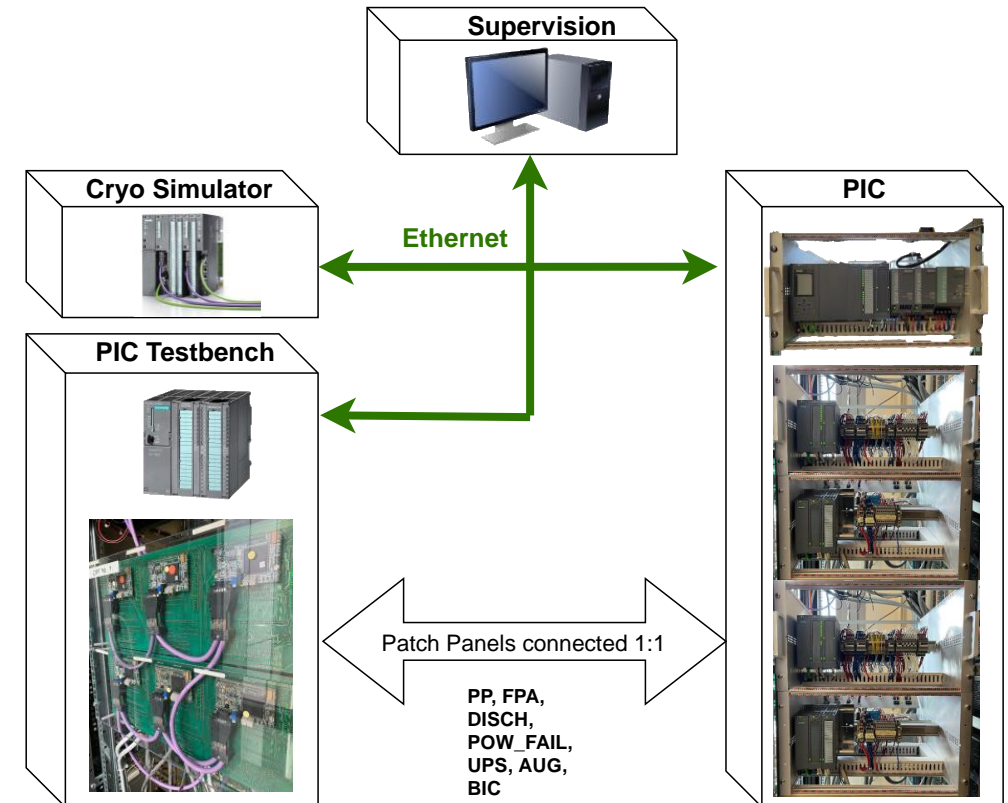 Supervision
Cryo Simulator
PIC
Ethernet
PIC Testbench
Patch Panels connected 1:1
PP, FPA,
DISCH,
POW_FAIL,
UPS, AUG,
BIC